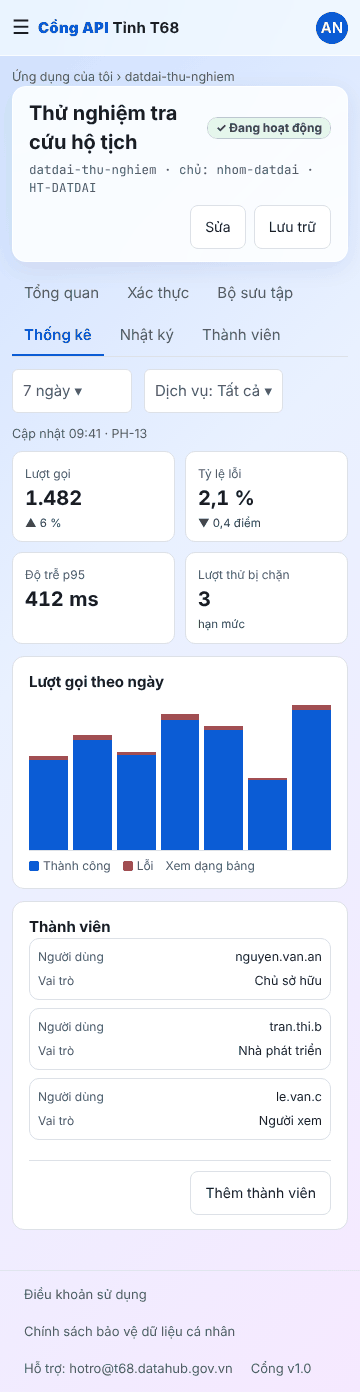 ☰ Cổng API Tỉnh T68 AN
Ứng dụng của tôi › datdai-thu-nghiem
Thử nghiệm tra
cứu hộ tịch
✓ Đang hoạt động
datdai-thu-nghiem · chủ: nhom-datdai ·
HT-DATDAI
Sửa Lưu trữ
Tổng quan Xác thực Bộ sưu tập
Thống kê Nhật ký Thành viên
7 ngày ▾ Dịch vụ: Tất cả ▾
Cập nhật 09:41 · PH-13
Lượt gọi
1.482
▲ 6 %
Tỷ lệ lỗi
2,1 %
▼ 0,4 điểm
Độ trễ p95
412 ms
Lượt thử bị chặn
3
hạn mức
Lượt gọi theo ngày
Thành công Lỗi Xem dạng bảng
Thành viên
Người dùng nguyen.van.an
Vai trò Chủ sở hữu
Người dùng tran.thi.b
Vai trò Nhà phát triển
Người dùng le.van.c
Vai trò Người xem
Thêm thành viên
Điều khoản sử dụng
Chính sách bảo vệ dữ liệu cá nhân
Hỗ trợ: hotro@t68.datahub.gov.vn Cổng v1.0